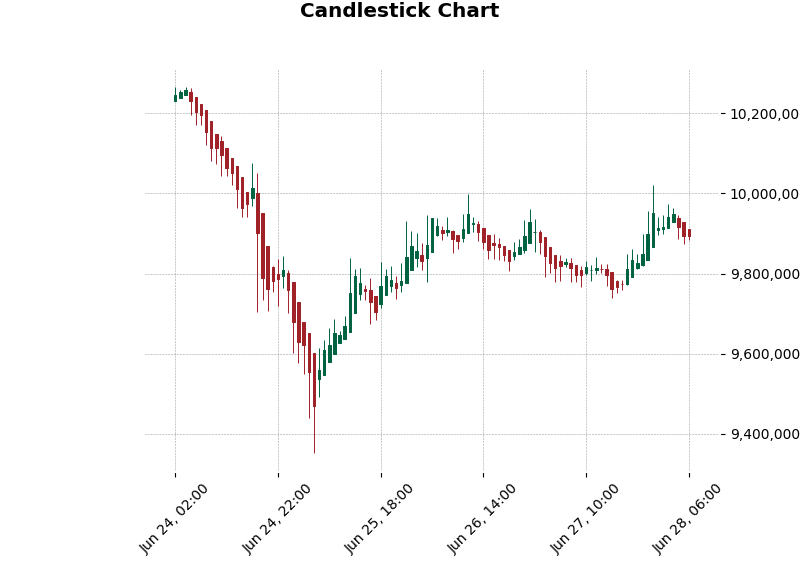 Candlestick Chart
10,200,00
10,000,00
9,800,000
9,600,000
9,400,000
Jun 24, 02:00
Jun 24, 22:00
Jun 25, 18:00
Jun 26, 14:00
Jun 27, 10:00
Jun 28, 06:00